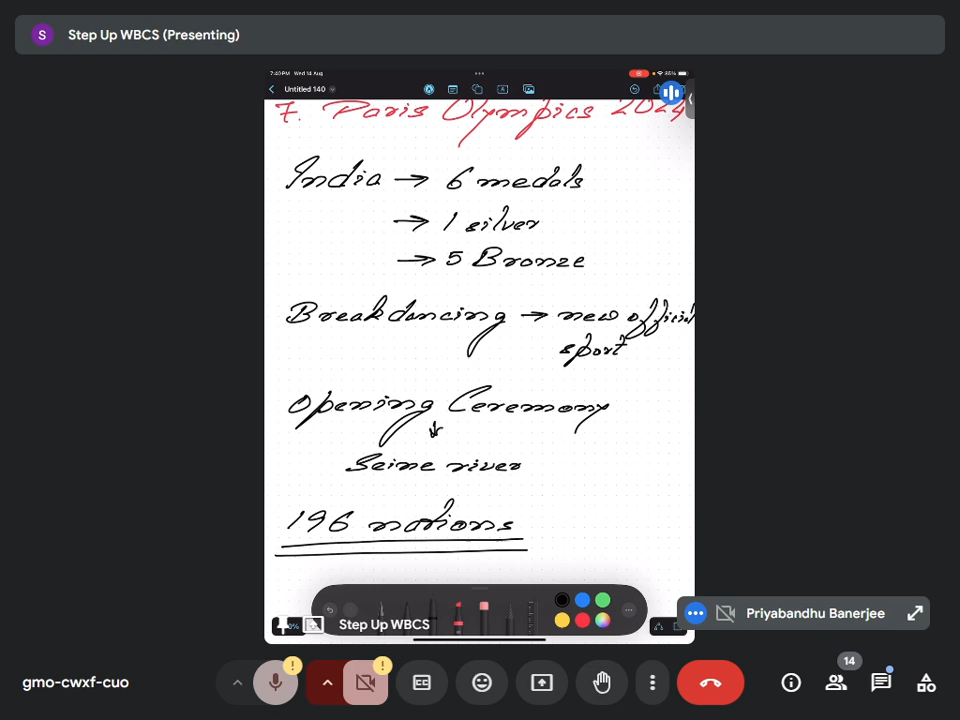 S Step Up WBCS (Presenting)
7:40 PM Wed 14 Aug
85%
Untitled 140
7. Paris Olympics 2024
India → 6 medals
→ 1 silver
→ 5 Bronze
Breakdancing → new official
sport
Opening Ceremony
↓
Seine river
196 nations
Step Up WBCS
Priyabandhu Banerjee
gmo-cwxf-cuo
14